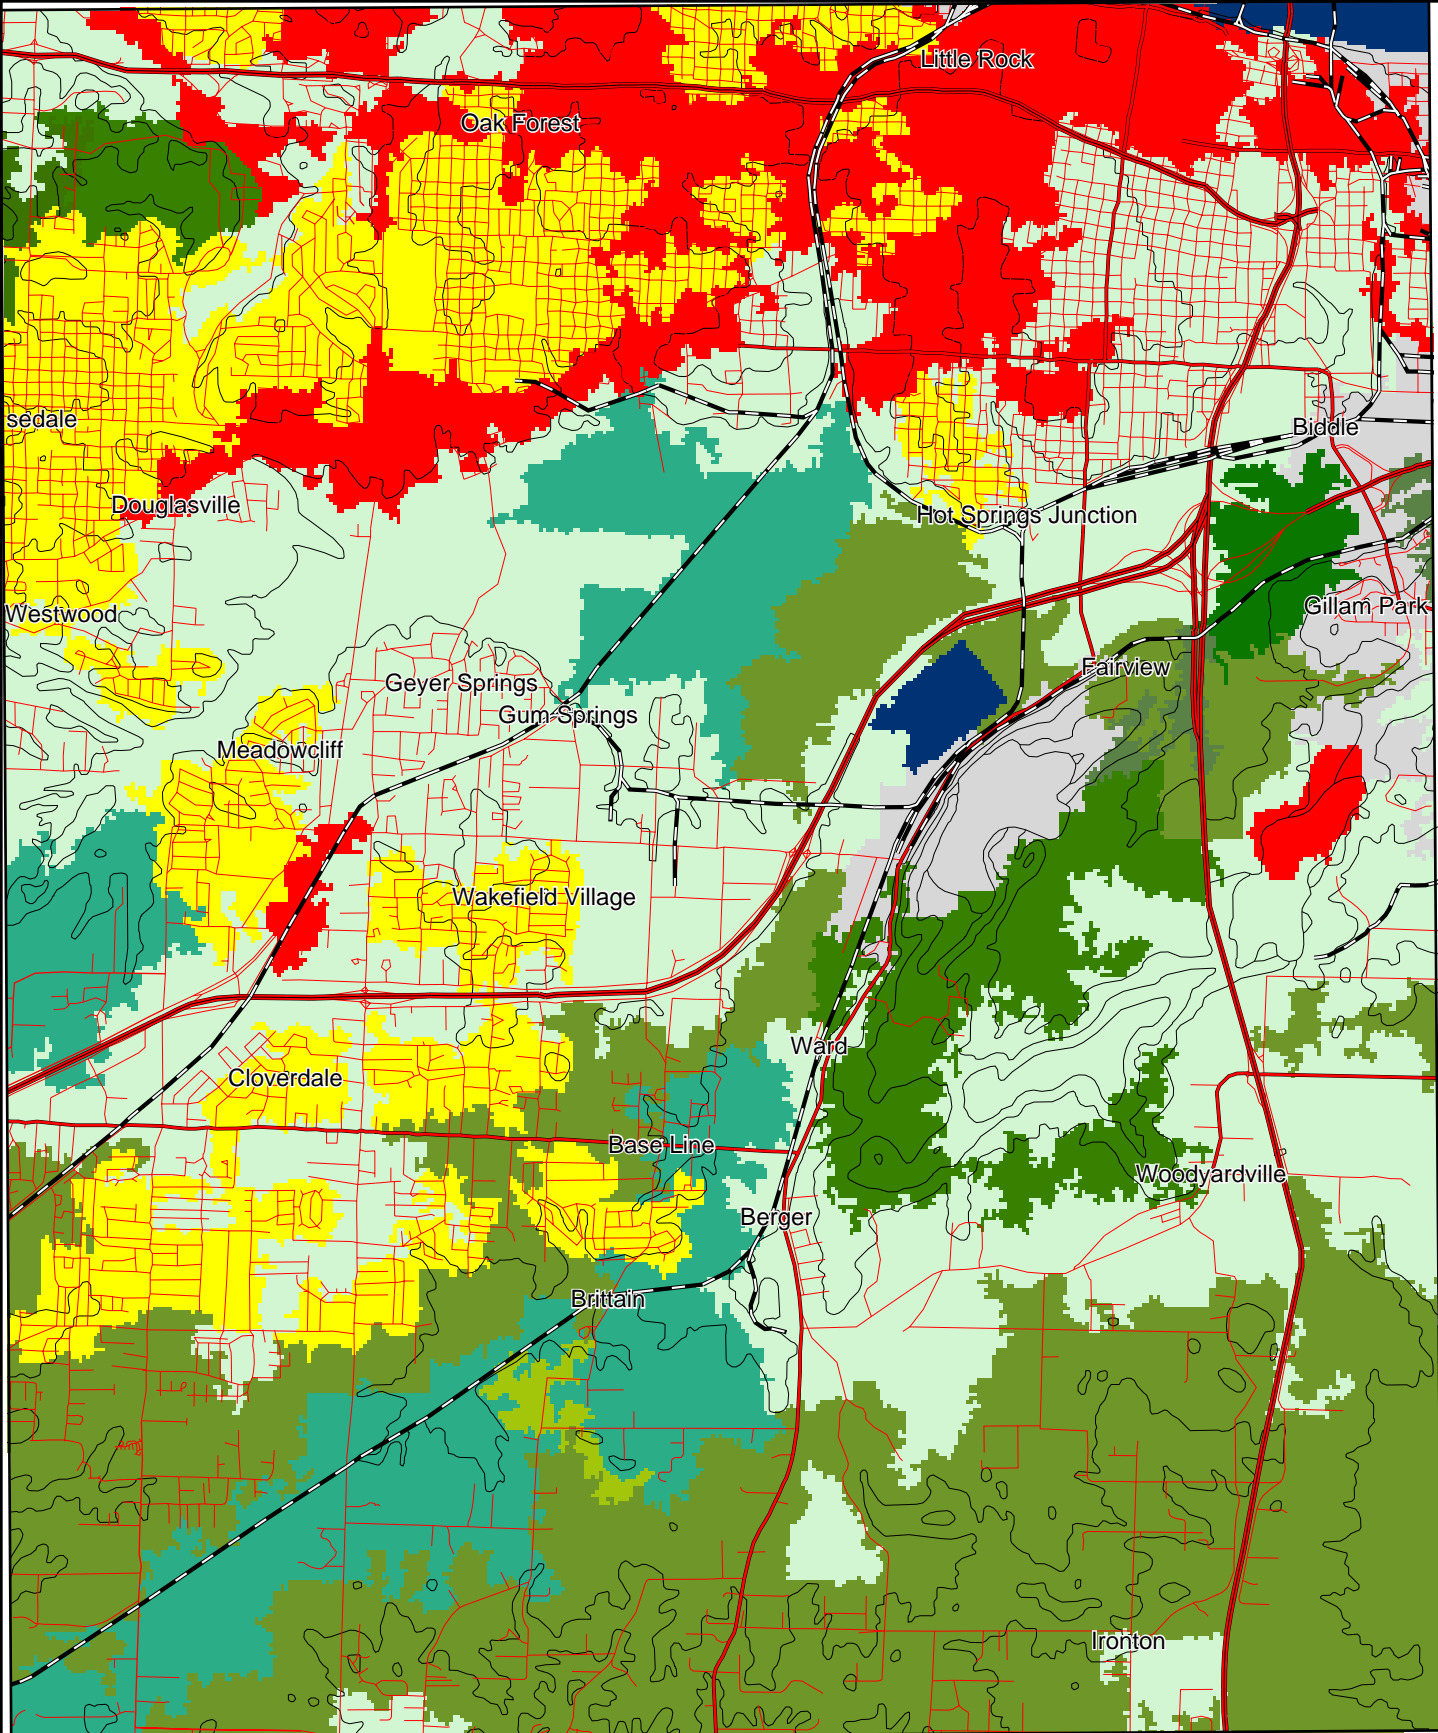 Little Rock
Oak Forest
sedale
Biddle
Douglasville
Hot Springs Junction
Westwood
Gillam Park
Fairview
Geyer Springs
Gum Springs
Meadowcliff
Wakefield Village
Ward
Cloverdale
Base Line
Woodyardville
Berger
Brittain
Ironton